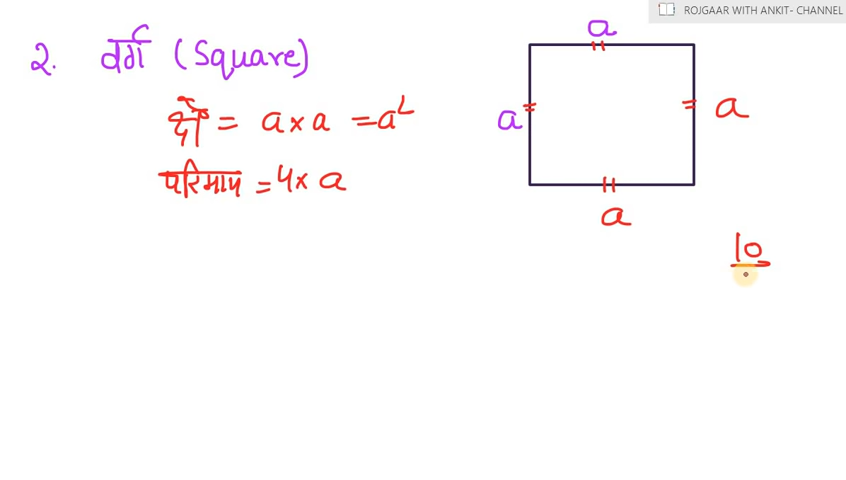 ROJGAAR WITH ANKIT- CHANNEL
2. वर्ग (Square)
a
a
a
a
= a × a = a²
परिमाप = 4 × a
10